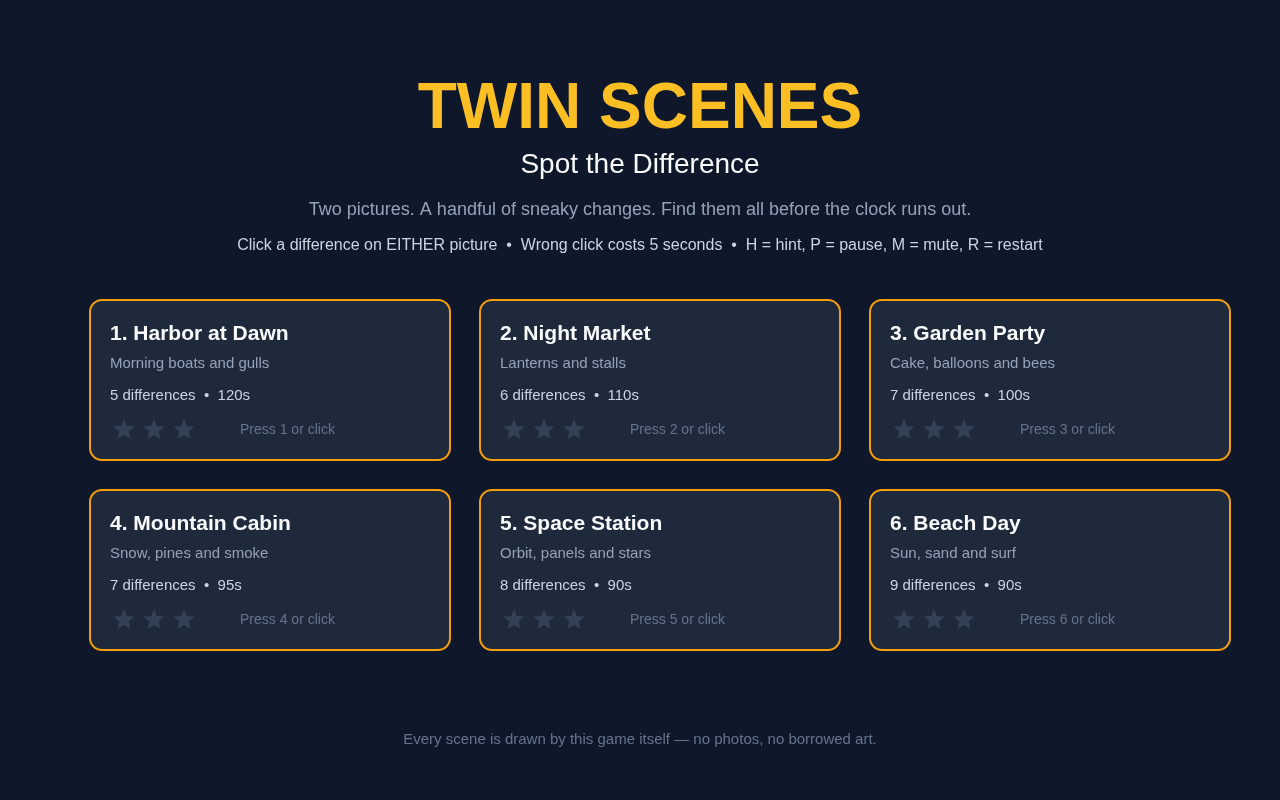 TWIN SCENES
Spot the Difference
Two pictures. A handful of sneaky changes. Find them all before the clock runs out.
Click a difference on EITHER picture • Wrong click costs 5 seconds • H = hint, P = pause, M = mute, R = restart
1. Harbor at Dawn
Morning boats and gulls
5 differences • 120s
Press 1 or click
2. Night Market
Lanterns and stalls
6 differences • 110s
Press 2 or click
3. Garden Party
Cake, balloons and bees
7 differences • 100s
Press 3 or click
4. Mountain Cabin
Snow, pines and smoke
7 differences • 95s
Press 4 or click
5. Space Station
Orbit, panels and stars
8 differences • 90s
Press 5 or click
6. Beach Day
Sun, sand and surf
9 differences • 90s
Press 6 or click
Every scene is drawn by this game itself — no photos, no borrowed art.